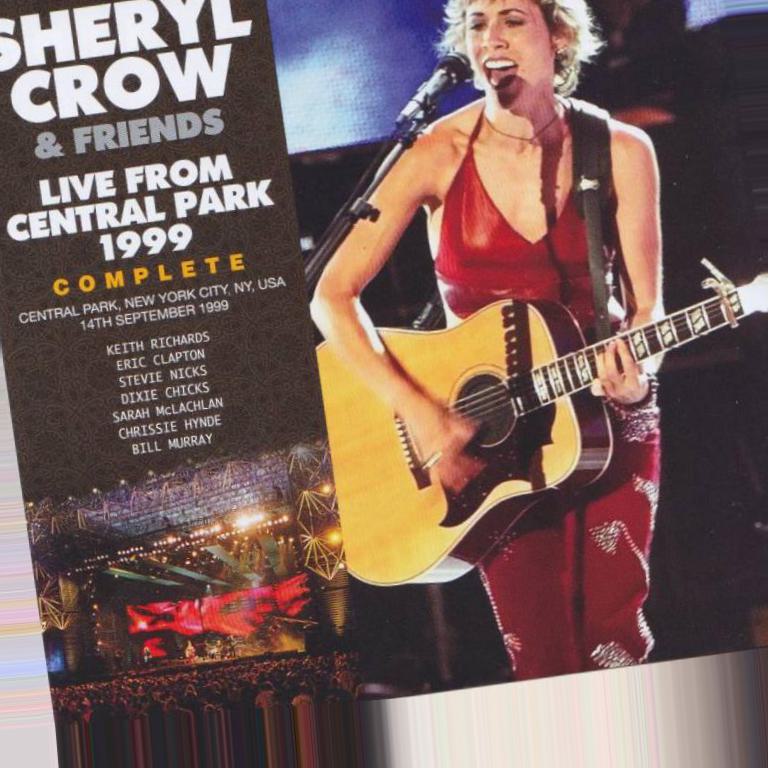 SHERYL
CROW
& FRIENDS
LIVE FROM
CENTRAL PARK
1999
COMPLETE
CENTRAL PARK, NEW YORK CITY, NY, USA
14TH SEPTEMBER 1999
KEITH RICHARDS
ERIC CLAPTON
STEVIE NICKS
DIXIE CHICKS
SARAH McLACHLAN
CHRISSIE HYNDE
BILL MURRAY